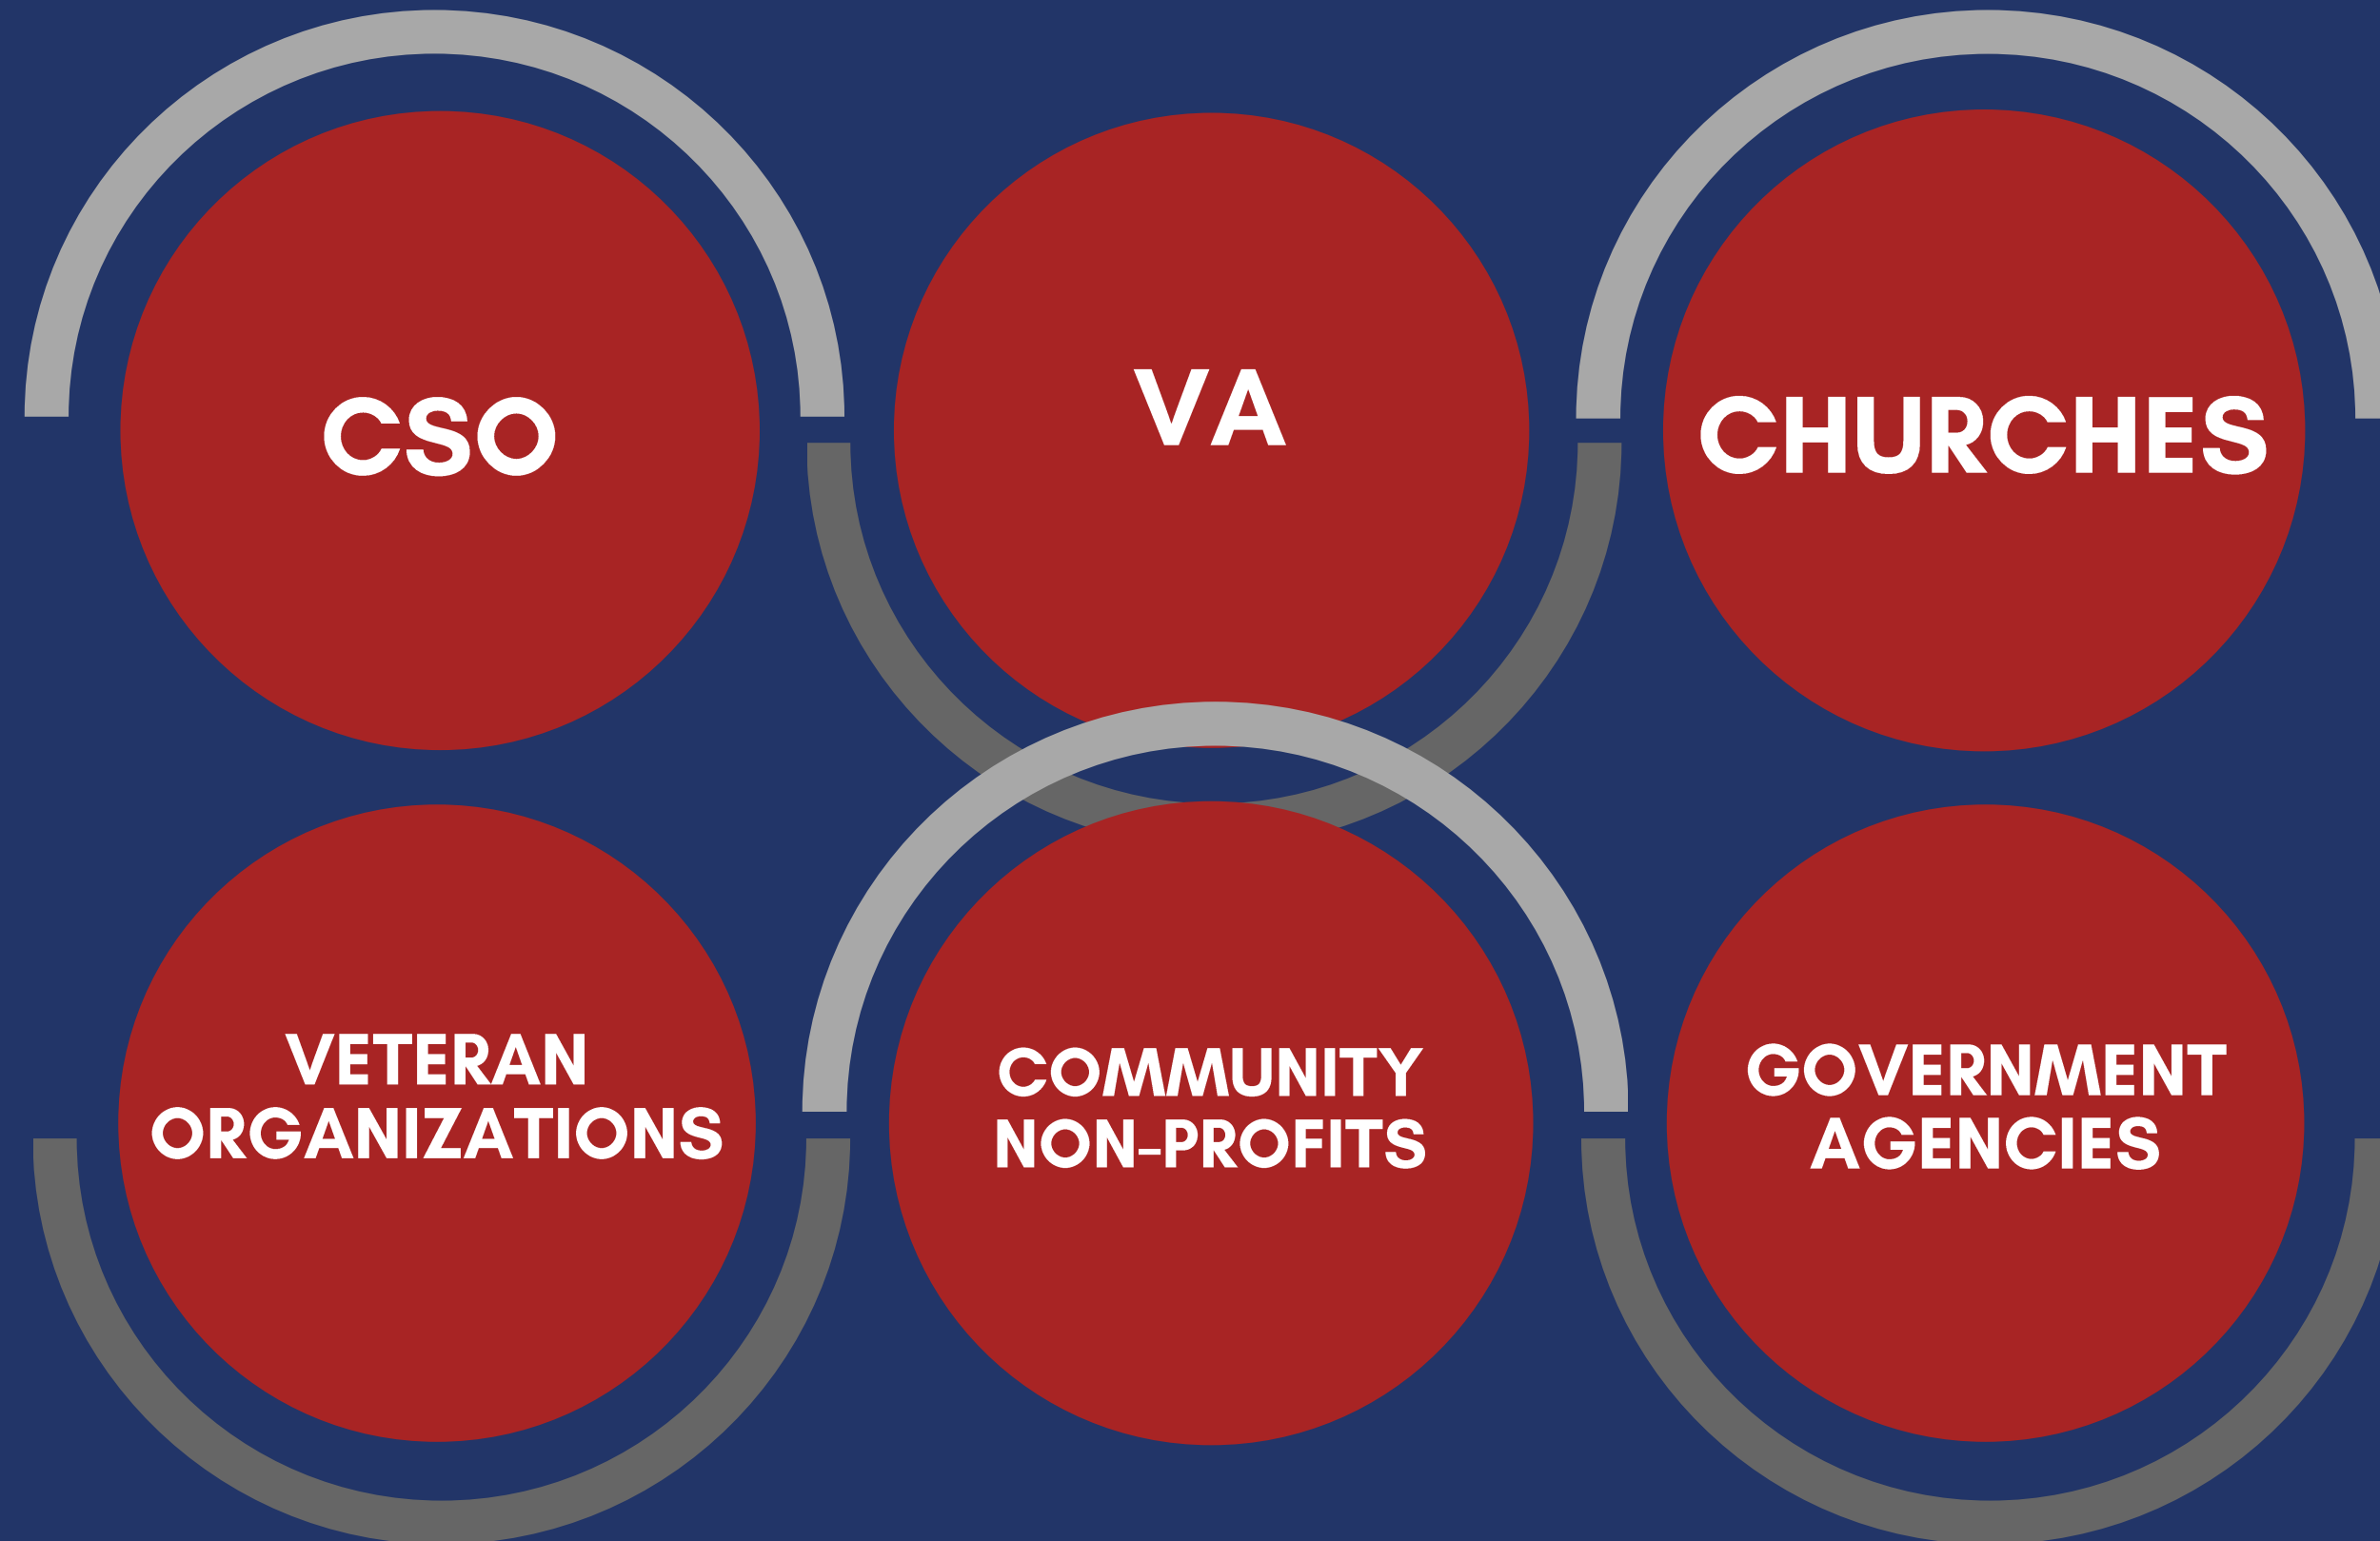 CSO
VA
CHURCHES
VETERAN
ORGANIZATIONS
COMMUNITY
NON-PROFITS
GOVERNMENT
AGENCIES